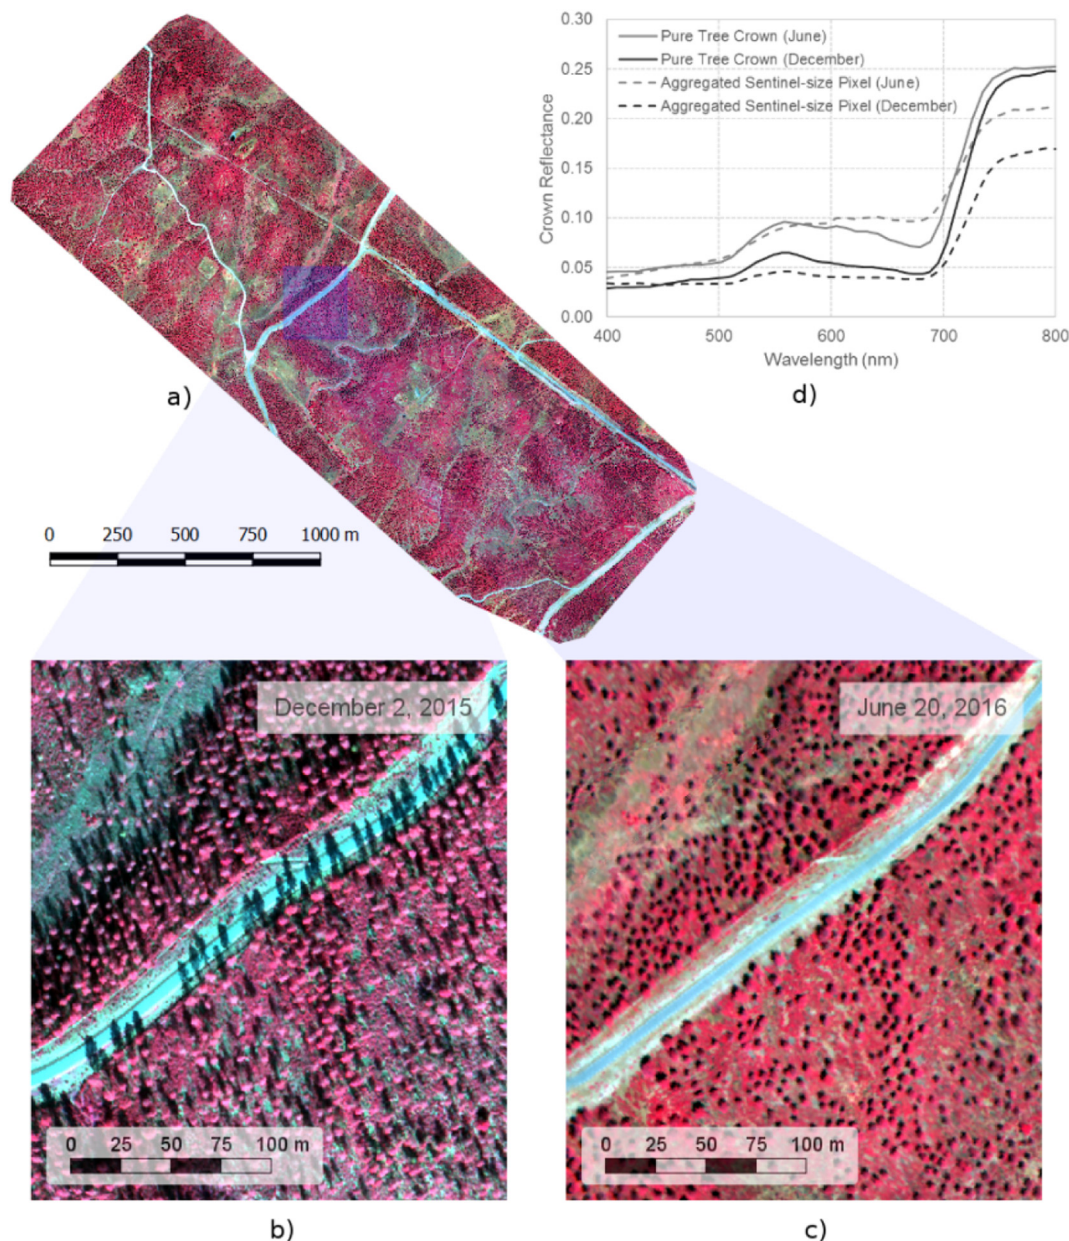 0.30
0.25
0.20
0.15
0.10
0.05
0.00
Crown Reflectance
Pure Tree Crown (June)
Pure Tree Crown (December)
Aggregated Sentinel-size Pixel (June)
Aggregated Sentinel-size Pixel (December)
400 500 600 700 800
Wavelength (nm)
a)
d)
0 250 500 750 1000 m
December 2, 2015
June 20, 2016
0 25 50 75 100 m
0 25 50 75 100 m
b)
c)